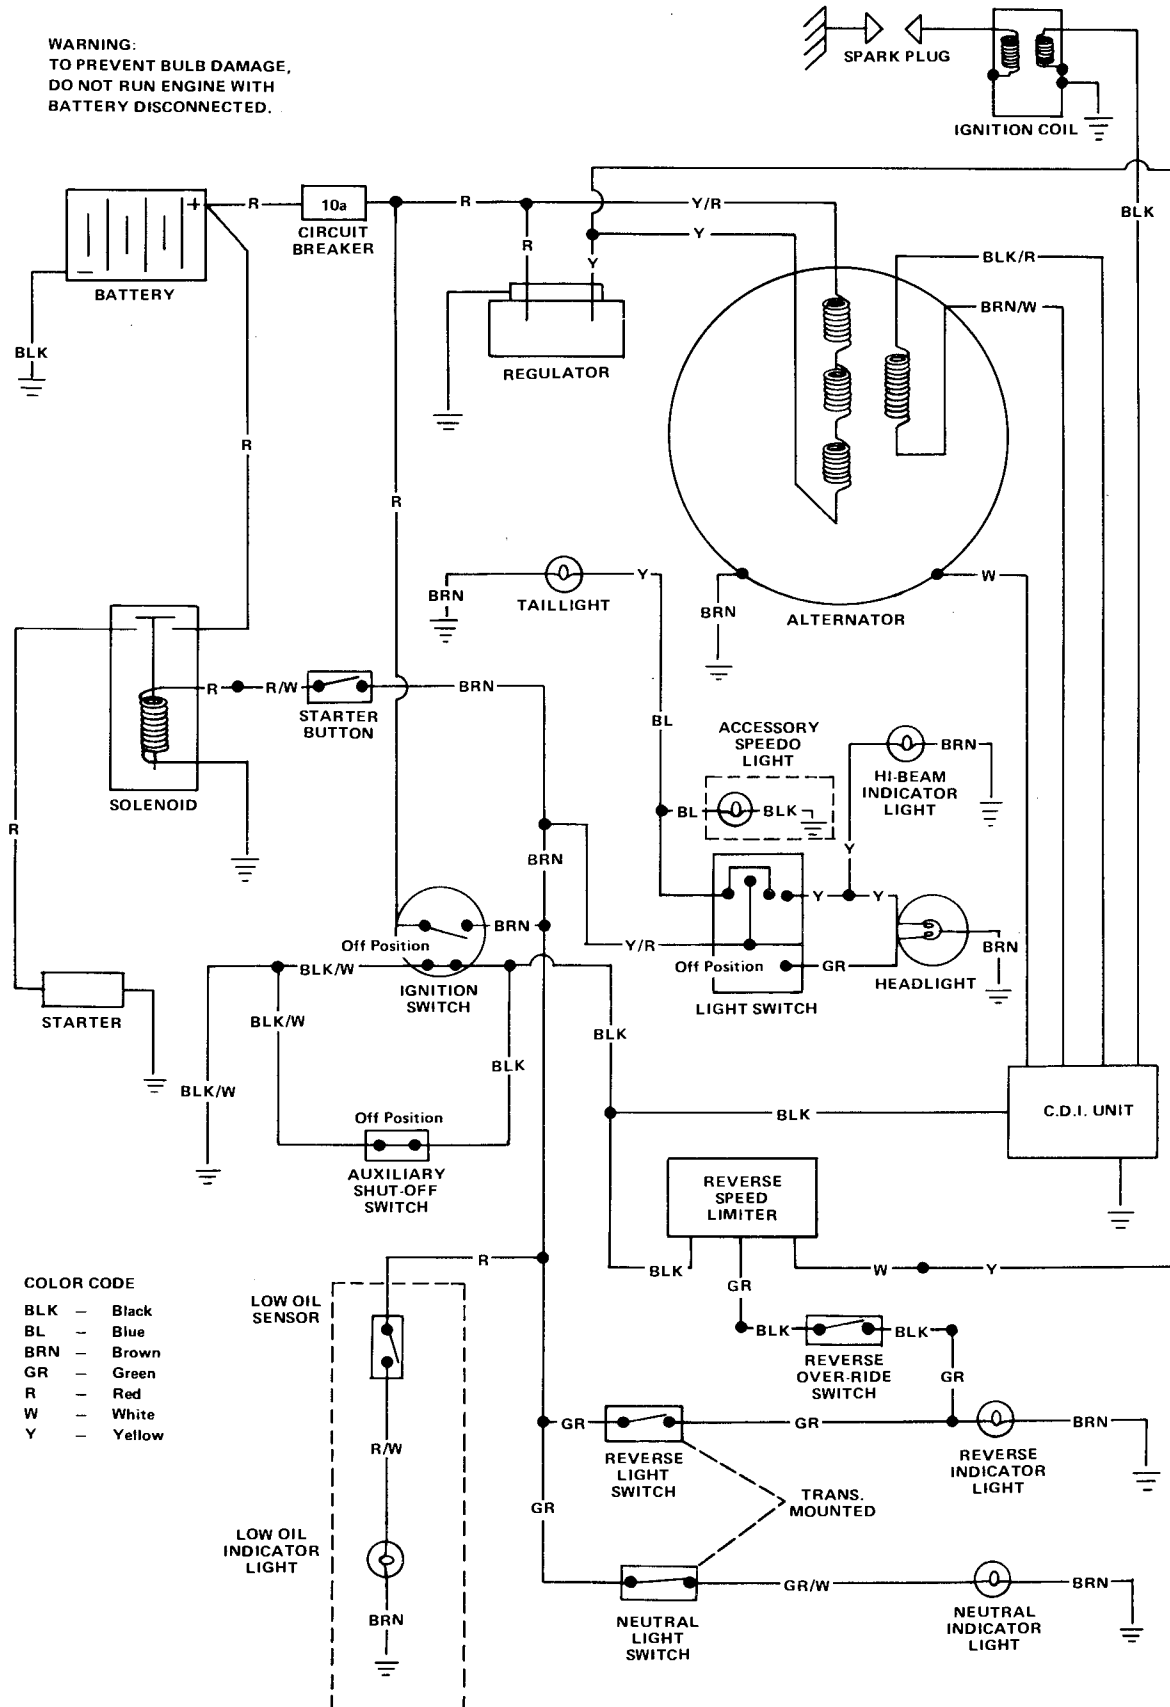 WARNING:
TO PREVENT BULB DAMAGE,
DO NOT RUN ENGINE WITH
BATTERY DISCONNECTED.
SPARK PLUG
IGNITION COIL
BLK
+
R
10a
CIRCUIT
BREAKER
R
Y/R
R
Y
Y
BLK/R
BRN/W
–
BATTERY
BLK
REGULATOR
R
R
BRN
TAILLIGHT
Y
BRN
ALTERNATOR
W
R
R/W
STARTER
BUTTON
BRN
BL
ACCESSORY
SPEEDO
LIGHT
BRN
HI-BEAM
INDICATOR
LIGHT
SOLENOID
BL
BLK
R
BRN
Y
Y
Y
BRN
Off Position
Y/R
Off Position
GR
BRN
HEADLIGHT
BLK/W
IGNITION
SWITCH
LIGHT SWITCH
STARTER
BLK/W
BLK
BLK
BLK/W
Off Position
AUXILIARY
SHUT-OFF
SWITCH
BLK
C.D.I. UNIT
REVERSE
SPEED
LIMITER
R
BLK
GR
W
Y
COLOR CODE
BLK – Black
BL – Blue
BRN – Brown
GR – Green
R – Red
W – White
Y – Yellow
LOW OIL
SENSOR
BLK
BLK
REVERSE
OVER-RIDE
SWITCH
GR
GR
GR
BRN
R/W
REVERSE
LIGHT
SWITCH
REVERSE
INDICATOR
LIGHT
TRANS.
MOUNTED
GR
LOW OIL
INDICATOR
LIGHT
GR/W
BRN
BRN
NEUTRAL
LIGHT
SWITCH
NEUTRAL
INDICATOR
LIGHT